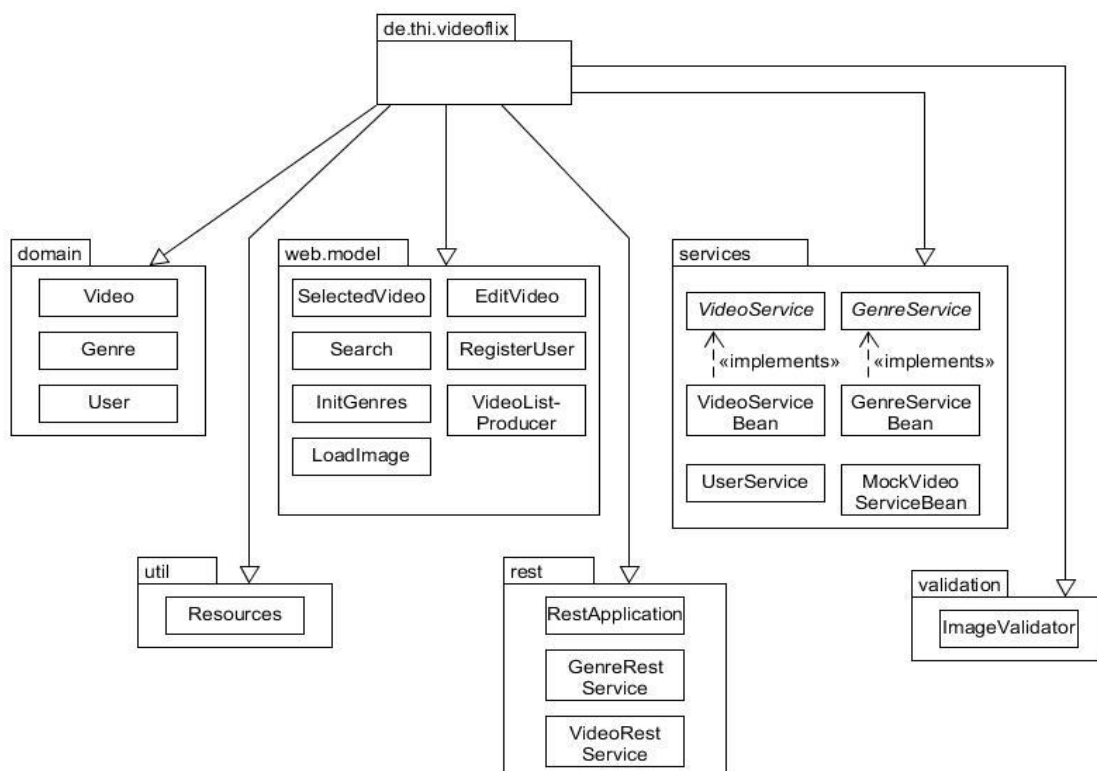 de.thi.videoflix
domain
Video
Genre
User
web.model
SelectedVideo
EditVideo
Search
RegisterUser
InitGenres
VideoList-
Producer
LoadImage
services
VideoService
GenreService
«implements»
«implements»
VideoService
Bean
GenreService
Bean
UserService
MockVideo
ServiceBean
util
Resources
rest
RestApplication
GenreRest
Service
VideoRest
Service
validation
ImageValidator